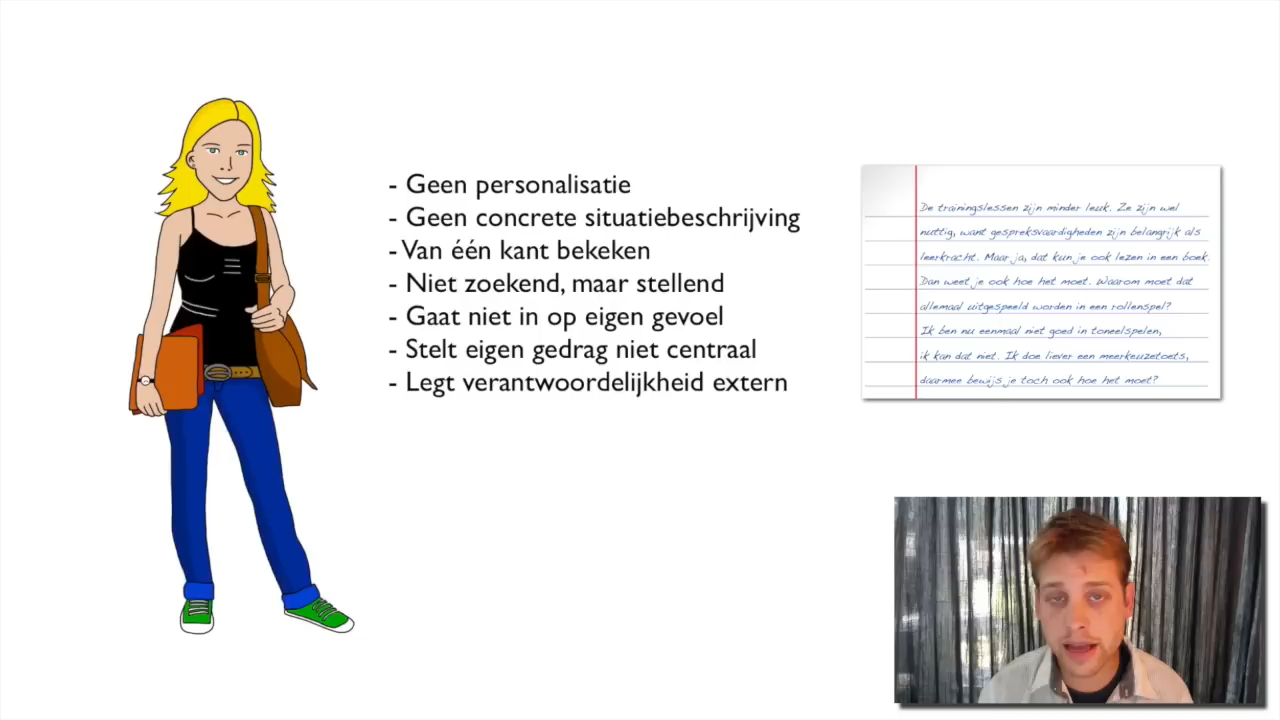 - Geen personalisatie
- Geen concrete situatiebeschrijving
- Van één kant bekeken
- Niet zoekend, maar stellend
- Gaat niet in op eigen gevoel
- Stelt eigen gedrag niet centraal
- Legt verantwoordelijkheid extern
De trainingslessen zijn minder leuk. Ze zijn wel
nuttig, want gespreksvaardigheden zijn belangrijk als
leerkracht. Maar ja, dat kun je ook lezen in een boek.
Dan weet je ook hoe het moet. Waarom moet dat
allemaal uitgespeeld worden in een rollenspel?
Ik ben nu eenmaal niet goed in toneelspelen,
ik kan dat niet. Ik doe liever een meerkeuzetoets,
daarmee bewijs je toch ook hoe het moet?